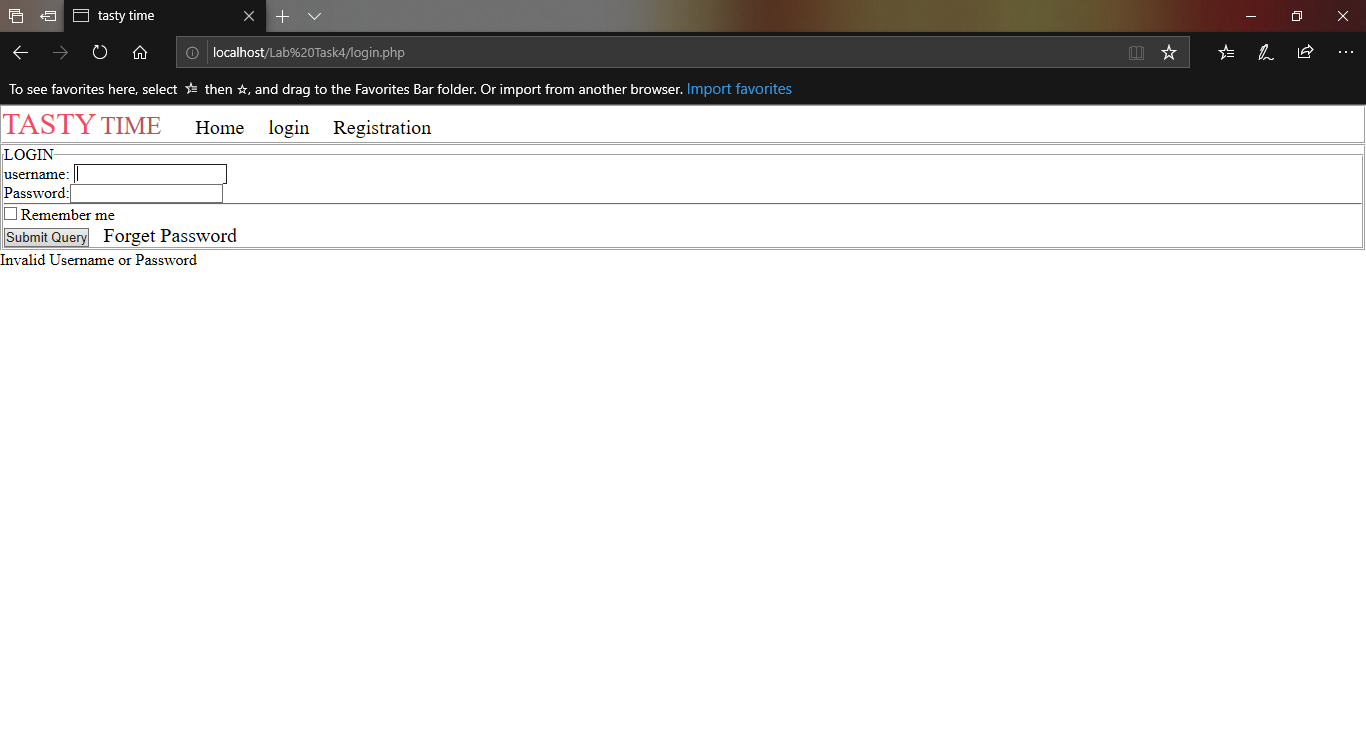 tasty time
localhost/Lab%20Task4/login.php
To see favorites here, select then , and drag to the Favorites Bar folder. Or import from another browser. Import favorites
TASTY TIME Home login Registration
LOGIN
username:
Password:
Remember me
Submit Query Forget Password
Invalid Username or Password